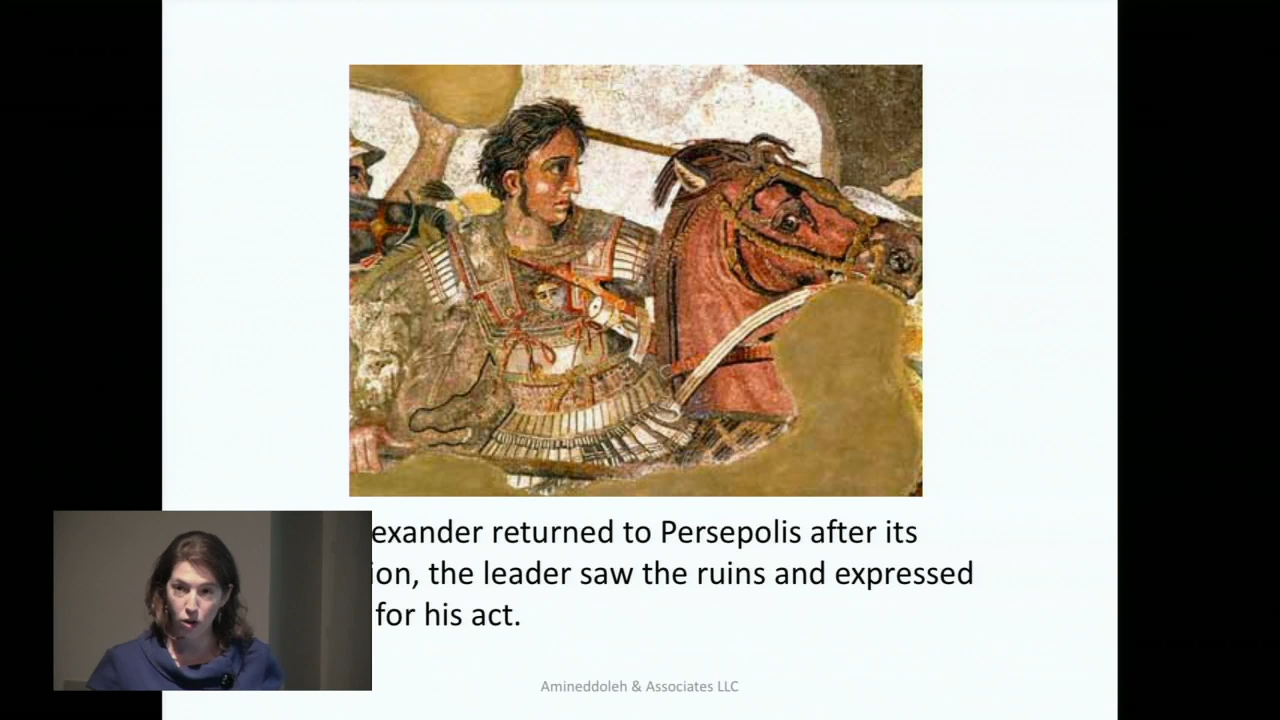 exander returned to Persepolis after its
ion, the leader saw the ruins and expressed
for his act.
Amineddoleh & Associates LLC